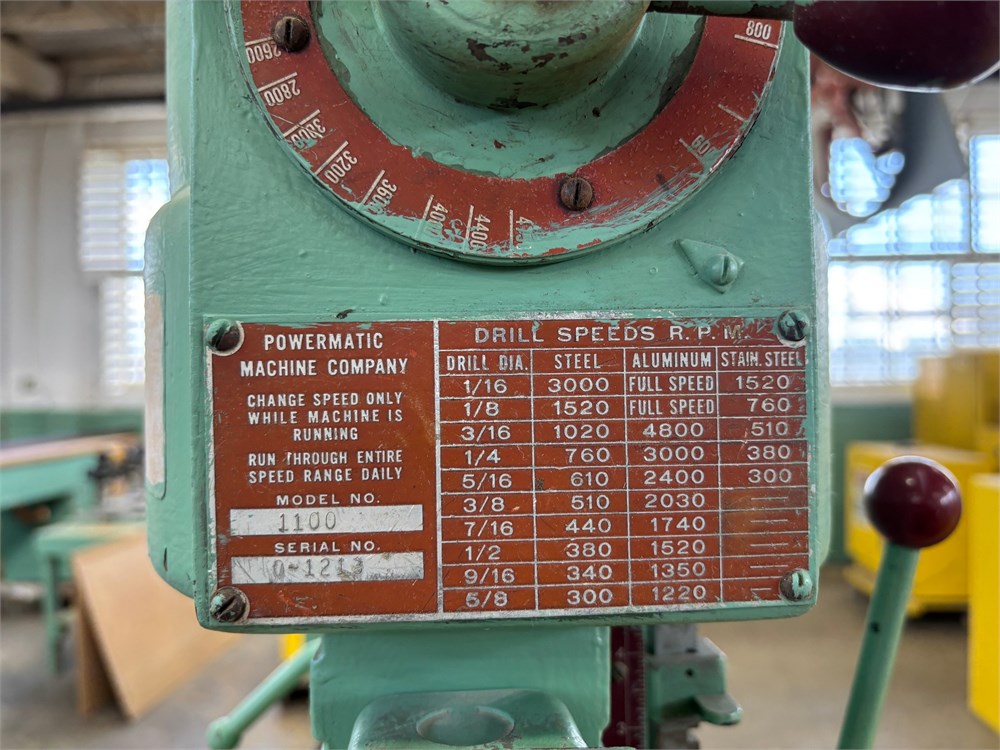 2600
2800
3000
3200
3600
4000
4400
800
600
POWERMATIC
MACHINE COMPANY
CHANGE SPEED ONLY
WHILE MACHINE IS
RUNNING
RUN THROUGH ENTIRE
SPEED RANGE DAILY
MODEL NO.
1100
SERIAL NO.
DRILL SPEEDS R.P.M.
DRILL DIA. STEEL ALUMINUM STAIN. STEEL
1/16 3000 FULL SPEED 1520
1/8 1520 FULL SPEED 760
3/16 1020 4800 510
1/4 760 3000 380
5/16 610 2400 300
3/8 510 2030
7/16 440 1740
1/2 380 1520
9/16 340 1350
5/8 300 1220